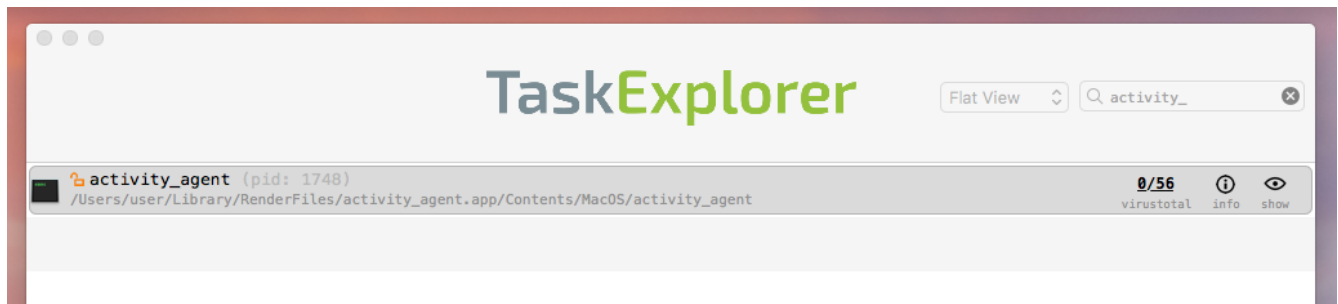 TaskExplorer
Flat View
activity_
activity_agent (pid: 1748)
/Users/user/Library/RenderFiles/activity_agent.app/Contents/MacOS/activity_agent
0/56
virustotal
info
show